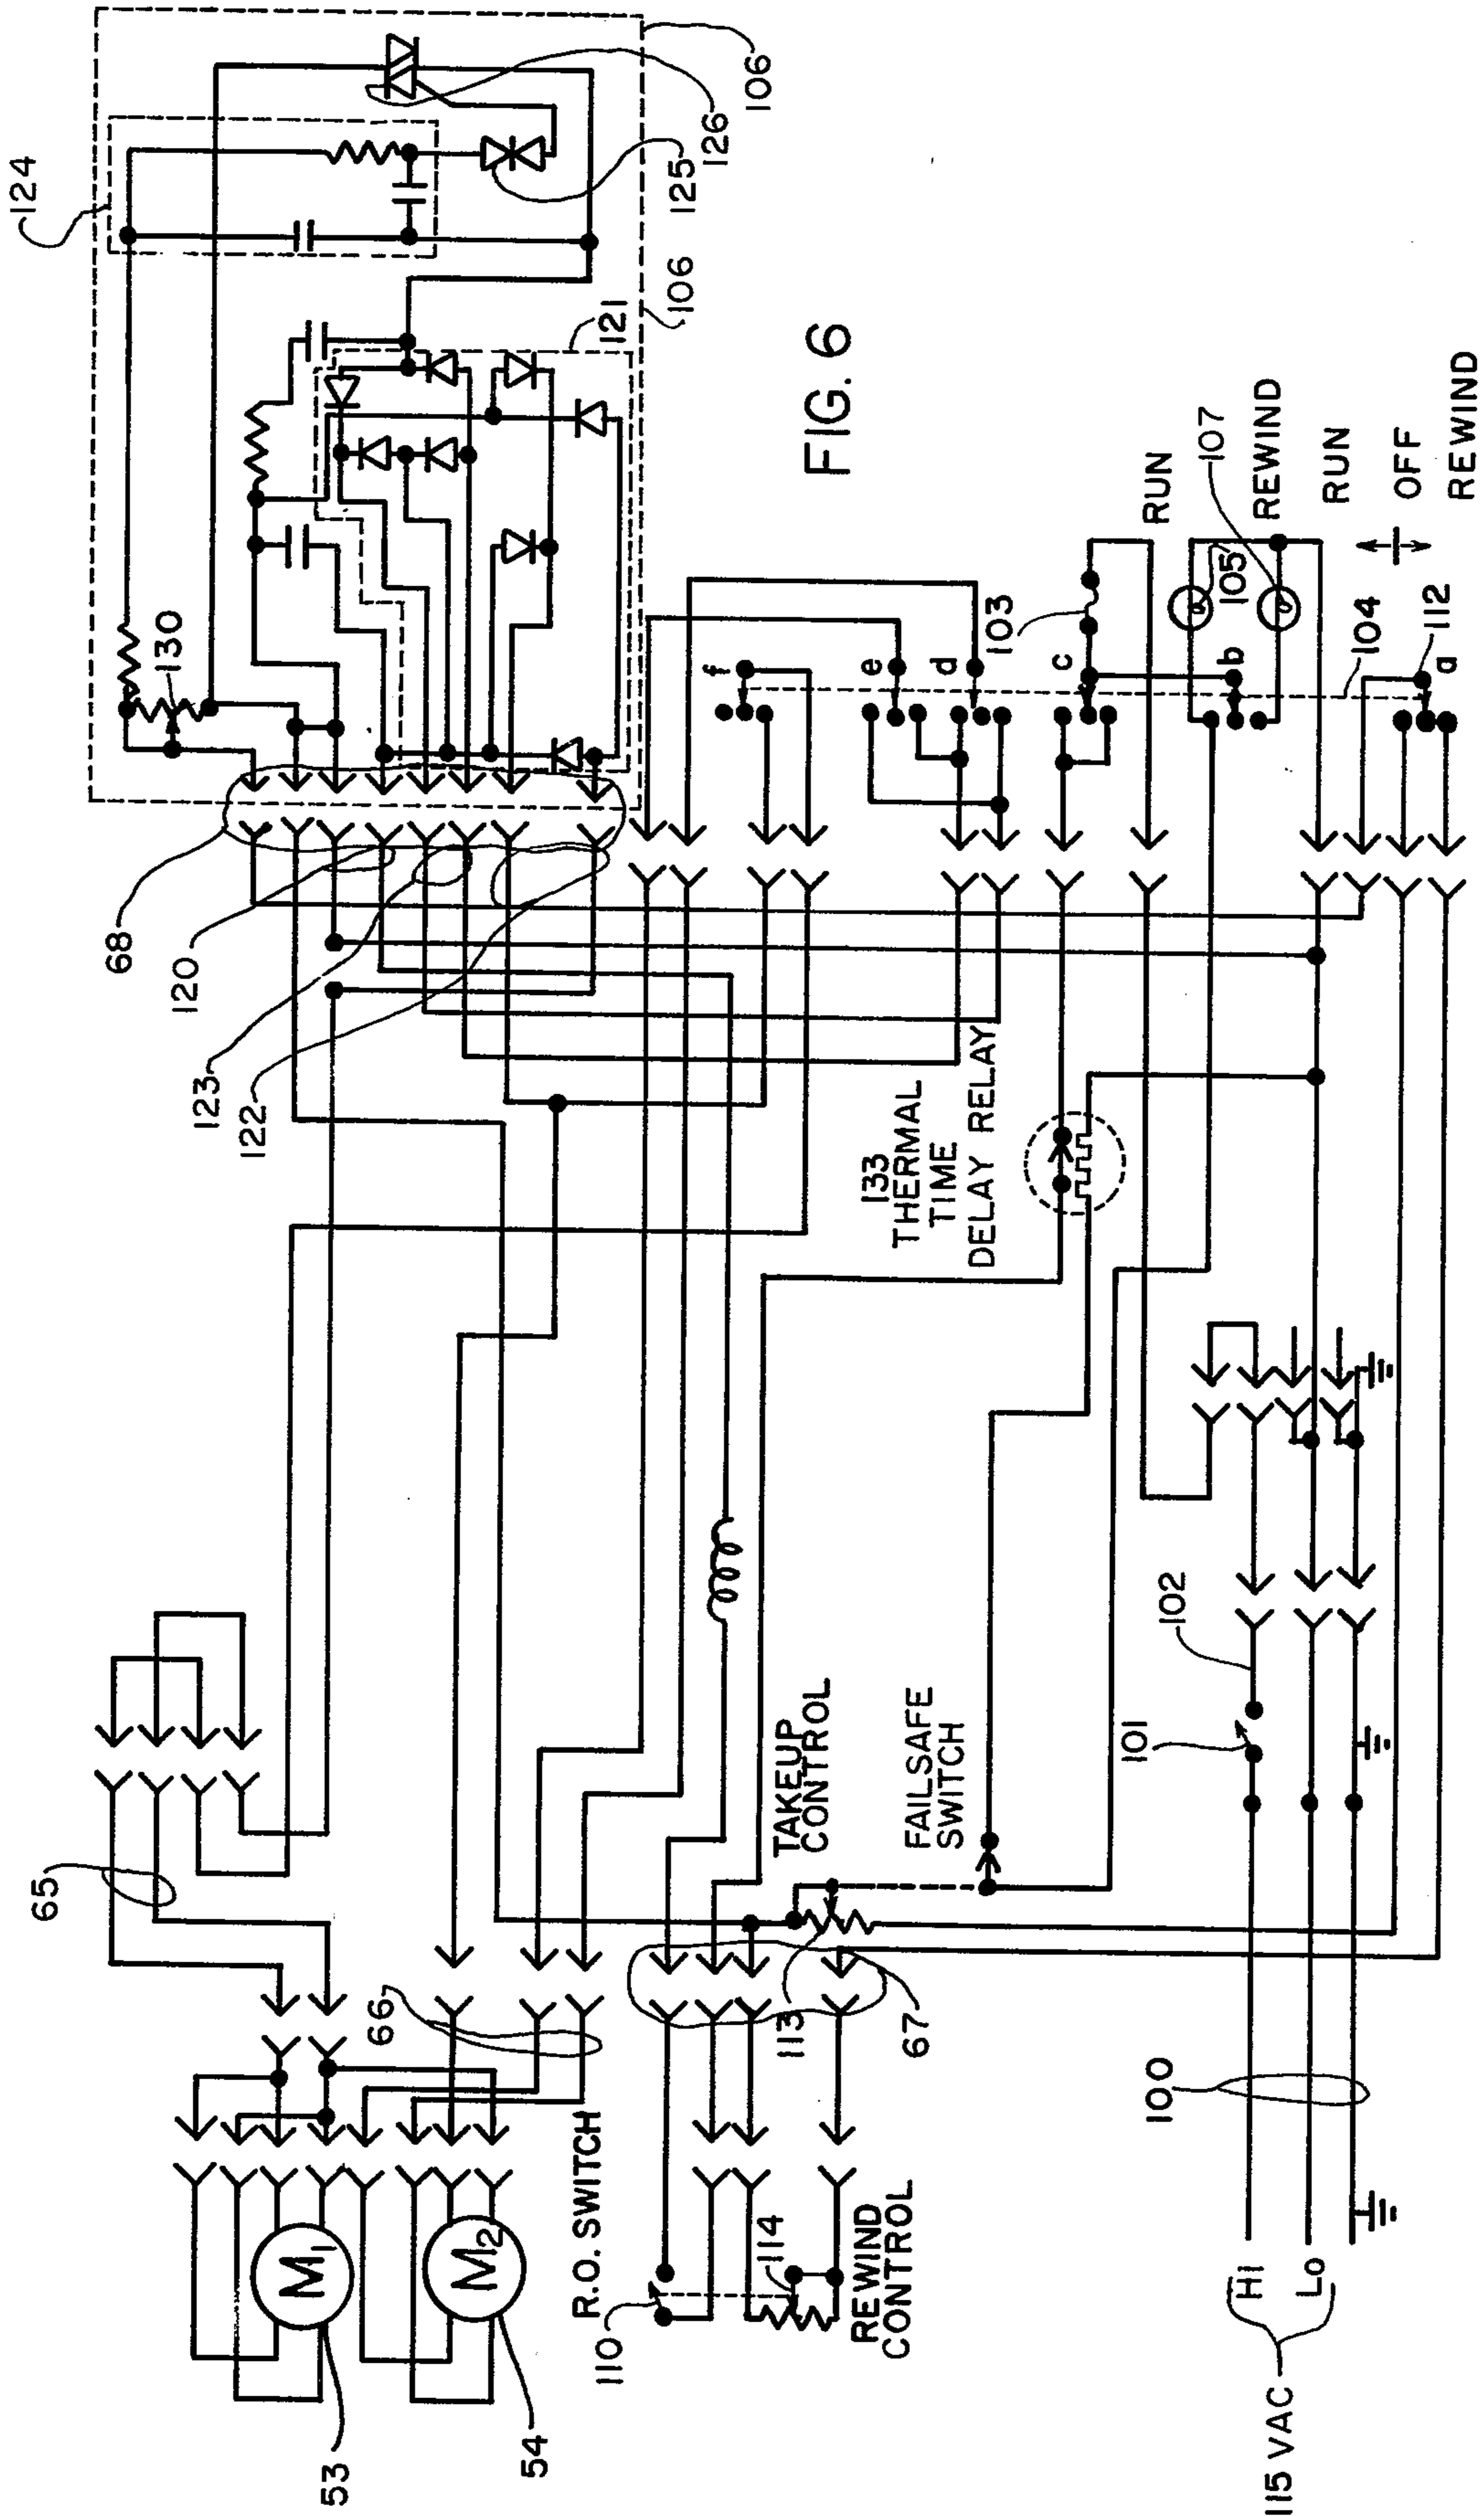 FIG. 6
124
106
126
125
106
121
130
68
120
123
122
f
e
d
c
b
a
103
105
107
104
112
RUN
REWIND
RUN
OFF
REWIND
133
THERMAL
TIME
DELAY RELAY
65
66
67
TAKEUP
CONTROL
113
FAILSAFE
SWITCH
102
101
100
M1
M2
53
54
R.O. SWITCH
110
114
REWIND
CONTROL
HI
Lo
115 VAC